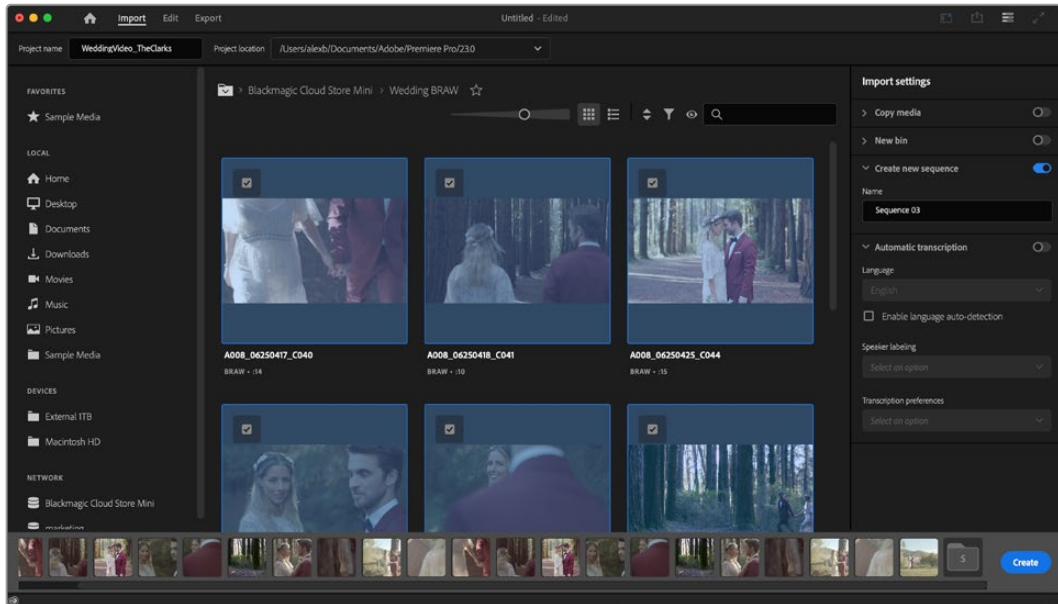 Import Edit Export Untitled - Edited
Project name WeddingVideo_TheClarks Project location /Users/alexb/Documents/Adobe/Premiere Pro/23.0
FAVORITES
Sample Media
LOCAL
Home
Desktop
Documents
Downloads
Movies
Music
Pictures
Sample Media
DEVICES
External 1TB
Macintosh HD
NETWORK
Blackmagic Cloud Store Mini
marketing
Blackmagic Cloud Store Mini > Wedding BRAW
A008_06250417_C040
BRAW • :14
A008_06250418_C041
BRAW • :10
A008_06250425_C044
BRAW • :15
Import settings
Copy media
New bin
Create new sequence
Name
Sequence 03
Automatic transcription
Language
English
Enable language auto-detection
Speaker labeling
Select an option
Transcription preferences
Select an option
S
Create